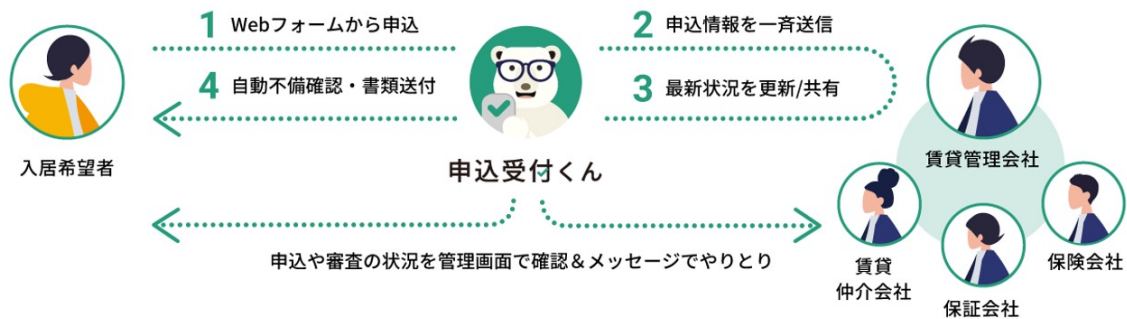 1 Webフォームから申込
2 申込情報を一斉送信
4 自動不備確認・書類送付
3 最新状況を更新/共有
入居希望者
申込受付くん
賃貸管理会社
申込や審査の状況を管理画面で確認＆メッセージでやりとり
賃貸
仲介会社
保証会社
保険会社